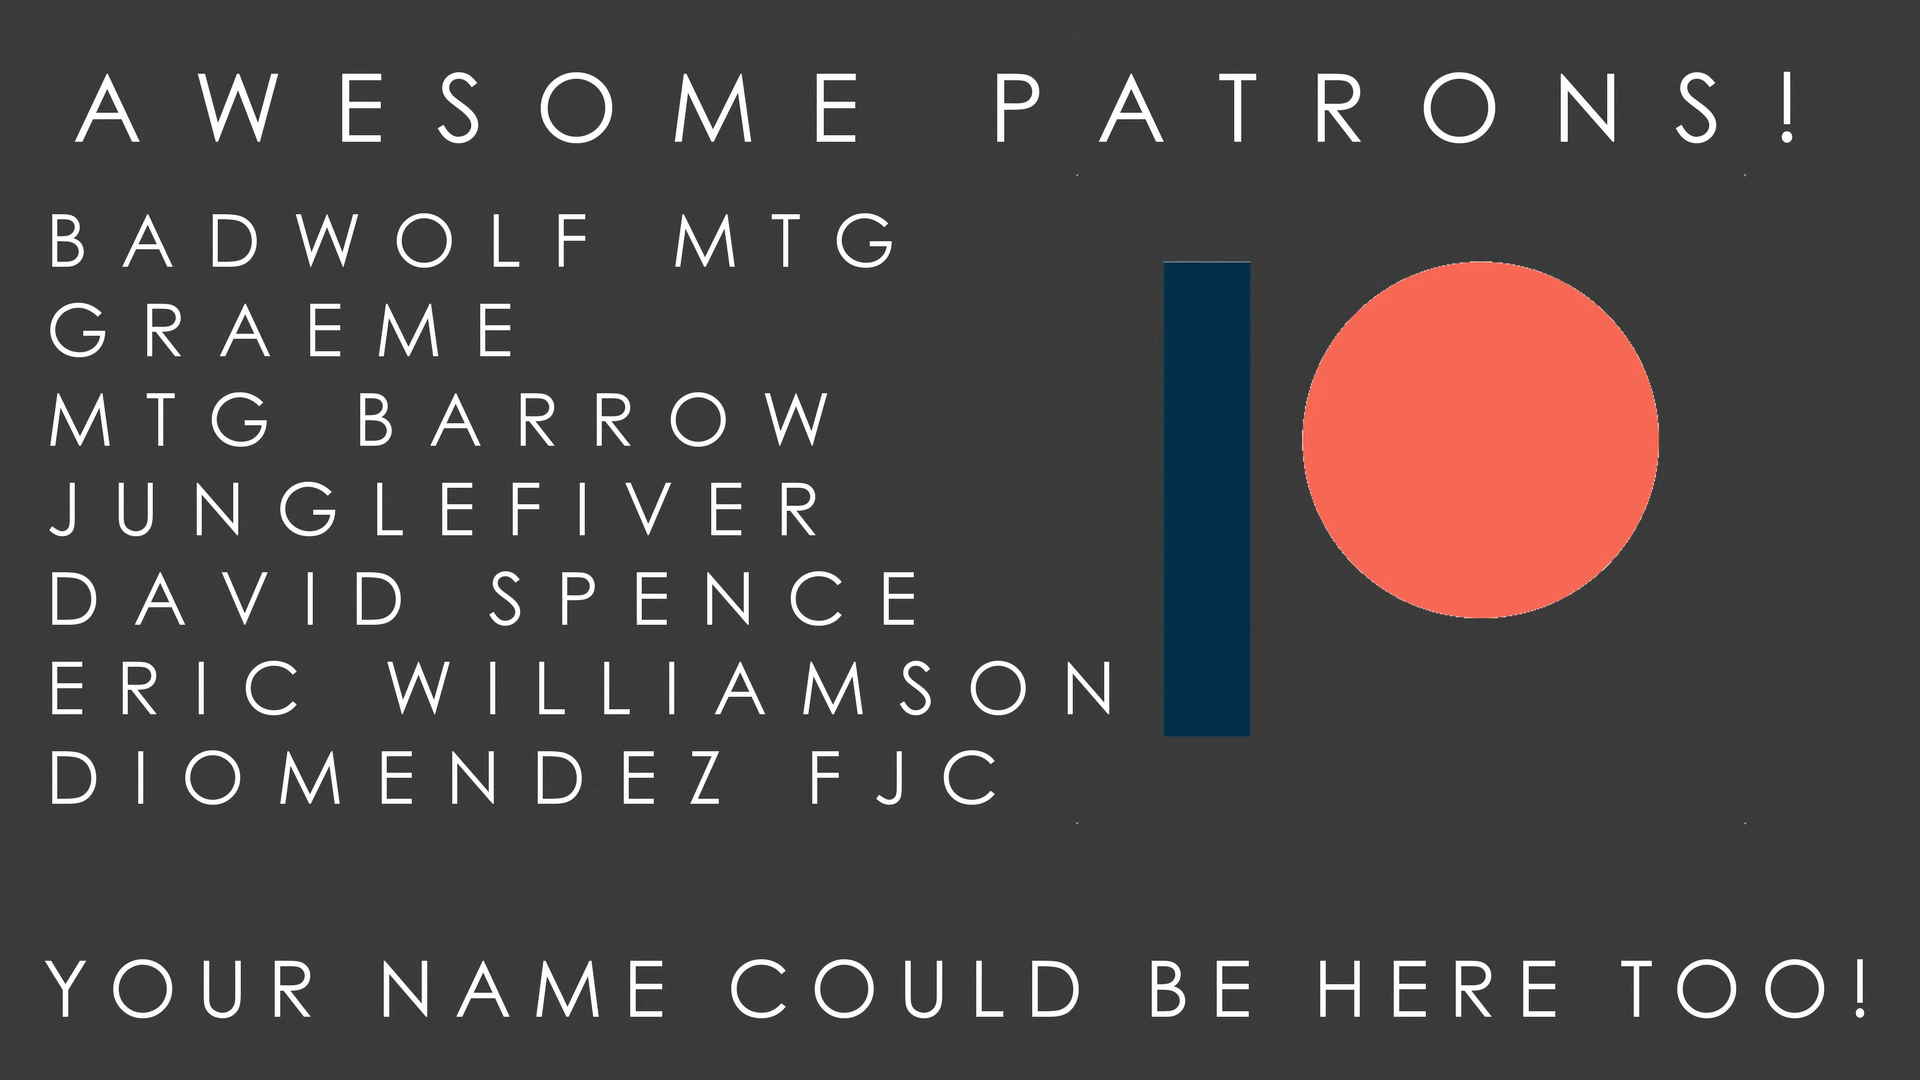 AWESOME PATRONS!
BADWOLF MTG
GRAEME
MTG BARROW
JUNGLEFIVER
DAVID SPENCE
ERIC WILLIAMSON
DIOMENDEZ FJC
YOUR NAME COULD BE HERE TOO!